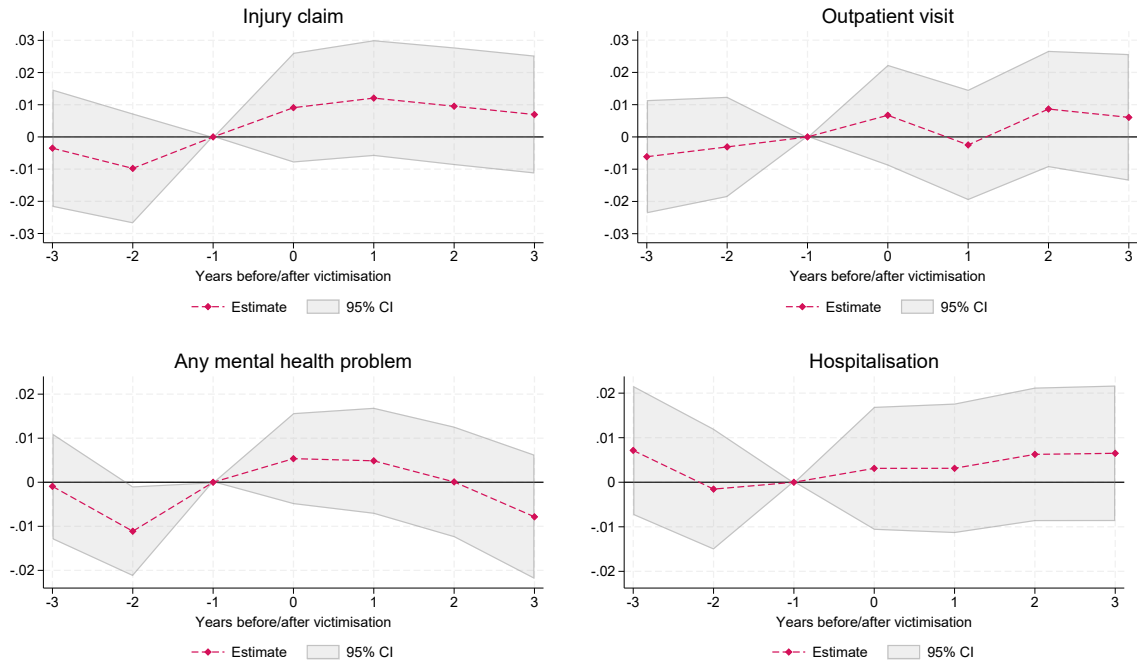 Injury claim
.03
.02
.01
0
-.01
-.02
-.03
-3 -2 -1 0 1 2 3
Years before/after victimisation
Estimate 95% CI
Outpatient visit
.03
.02
.01
0
-.01
-.02
-.03
-3 -2 -1 0 1 2 3
Years before/after victimisation
Estimate 95% CI
Any mental health problem
.02
.01
0
-.01
-.02
-3 -2 -1 0 1 2 3
Years before/after victimisation
Estimate 95% CI
Hospitalisation
.02
.01
0
-.01
-.02
-3 -2 -1 0 1 2 3
Years before/after victimisation
Estimate 95% CI